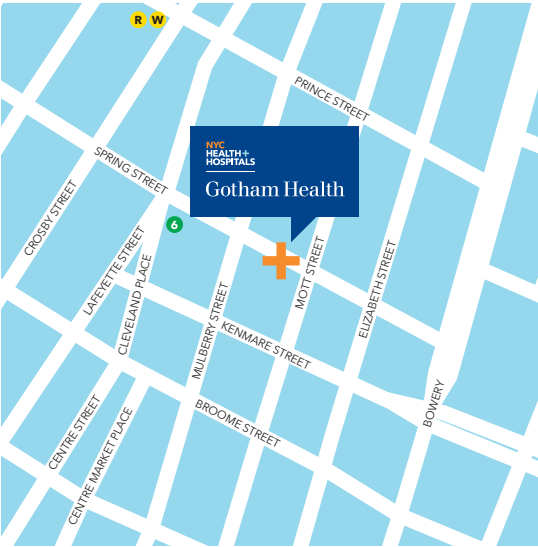 R W
PRINCE STREET
NYC
HEALTH+
HOSPITALS
Gotham Health
SPRING STREET
CROSBY STREET
6
LAFEYETTE STREET
CLEVELAND PLACE
MOTT STREET
ELIZABETH STREET
MULBERRY STREET
KENMARE STREET
BOWERY
BROOME STREET
CENTRE STREET
CENTRE MARKET PLACE